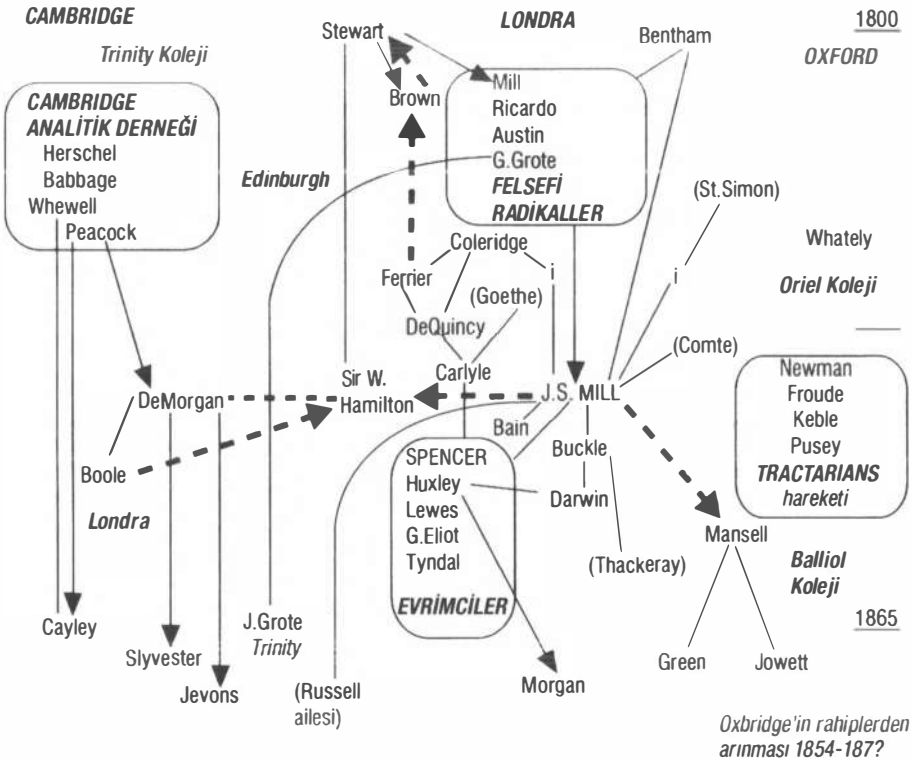 CAMBRIDGE
Trinity Koleji
CAMBRIDGE
ANALİTİK DERNEĞİ
Herschel
Babbage
Whewell
Peacock
Stewart
Brown
LONDRA
Bentham
1800
OXFORD
Mill
Ricardo
Austin
G.Grote
FELSEFİ
RADİKALLER
Edinburgh
(St.Simon)
Coleridge
Whately
Ferrier
i
i
Oriel Koleji
(Goethe)
DeQuincy
(Comte)
Carlyle
Sir W.
Hamilton
DeMorgan
J.S. MILL
Newman
Froude
Keble
Pusey
TRACTARIANS
hareketi
Bain
Buckle
Boole
SPENCER
Huxley
Lewes
G.Eliot
Tyndal
EVRİMCİLER
Darwin
Londra
Mansell
(Thackeray)
Balliol
Koleji
Cayley
J.Grote
Trinity
1865
Slyvester
Green
Jowett
Jevons
(Russell
ailesi)
Morgan
Oxbridge'in rahiplerden
arınması 1854-187?